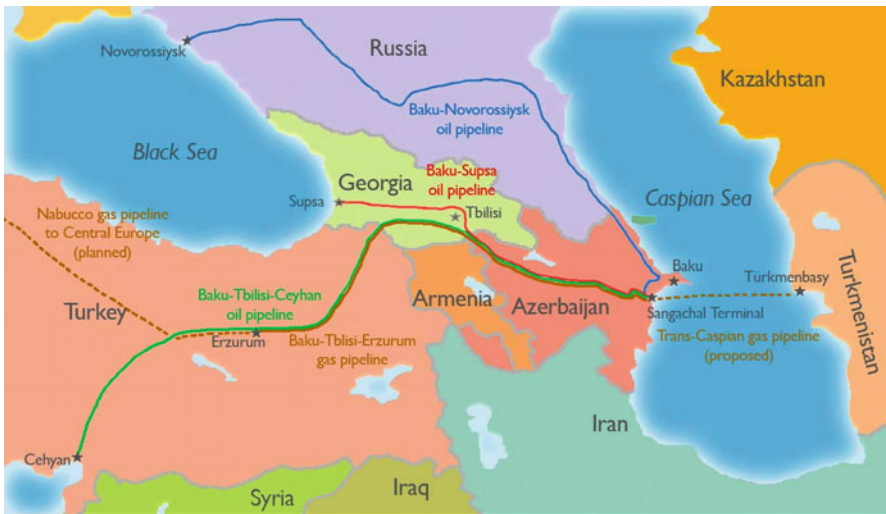 Novorossiysk
Russia
Kazakhstan
Baku-Novorossiysk
oil pipeline
Black Sea
Baku-Supsa
oil pipeline
Georgia
Caspian Sea
Supsa
Tbilisi
Nabucco gas pipeline
to Central Europe
(planned)
Baku
Türkmenbasy
Turkmenistan
Baku-Tbilisi-Ceyhan
oil pipeline
Armenia
Azerbaijan
Sangachal Terminal
Turkey
Erzurum
Baku-Tblisi-Erzurum
gas pipeline
Trans-Caspian gas pipeline
(proposed)
Iran
Cehyan
Syria
Iraq